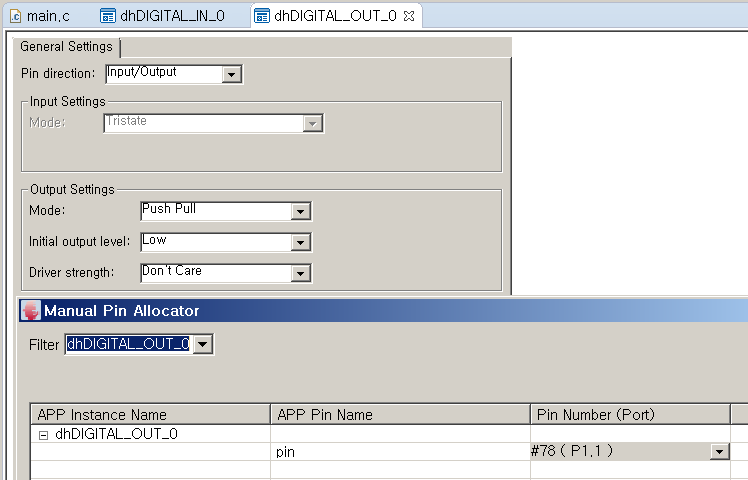 main.c dhDIGITAL_IN_0 dhDIGITAL_OUT_0
General Settings
Pin direction: Input/Output
Input Settings
Mode: Tristate
Output Settings
Mode: Push Pull
Initial output level: Low
Driver strength: Don't Care
Manual Pin Allocator
Filter dhDIGITAL_OUT_0
APP Instance Name APP Pin Name Pin Number (Port)
dhDIGITAL_OUT_0
pin #78 ( P1.1 )